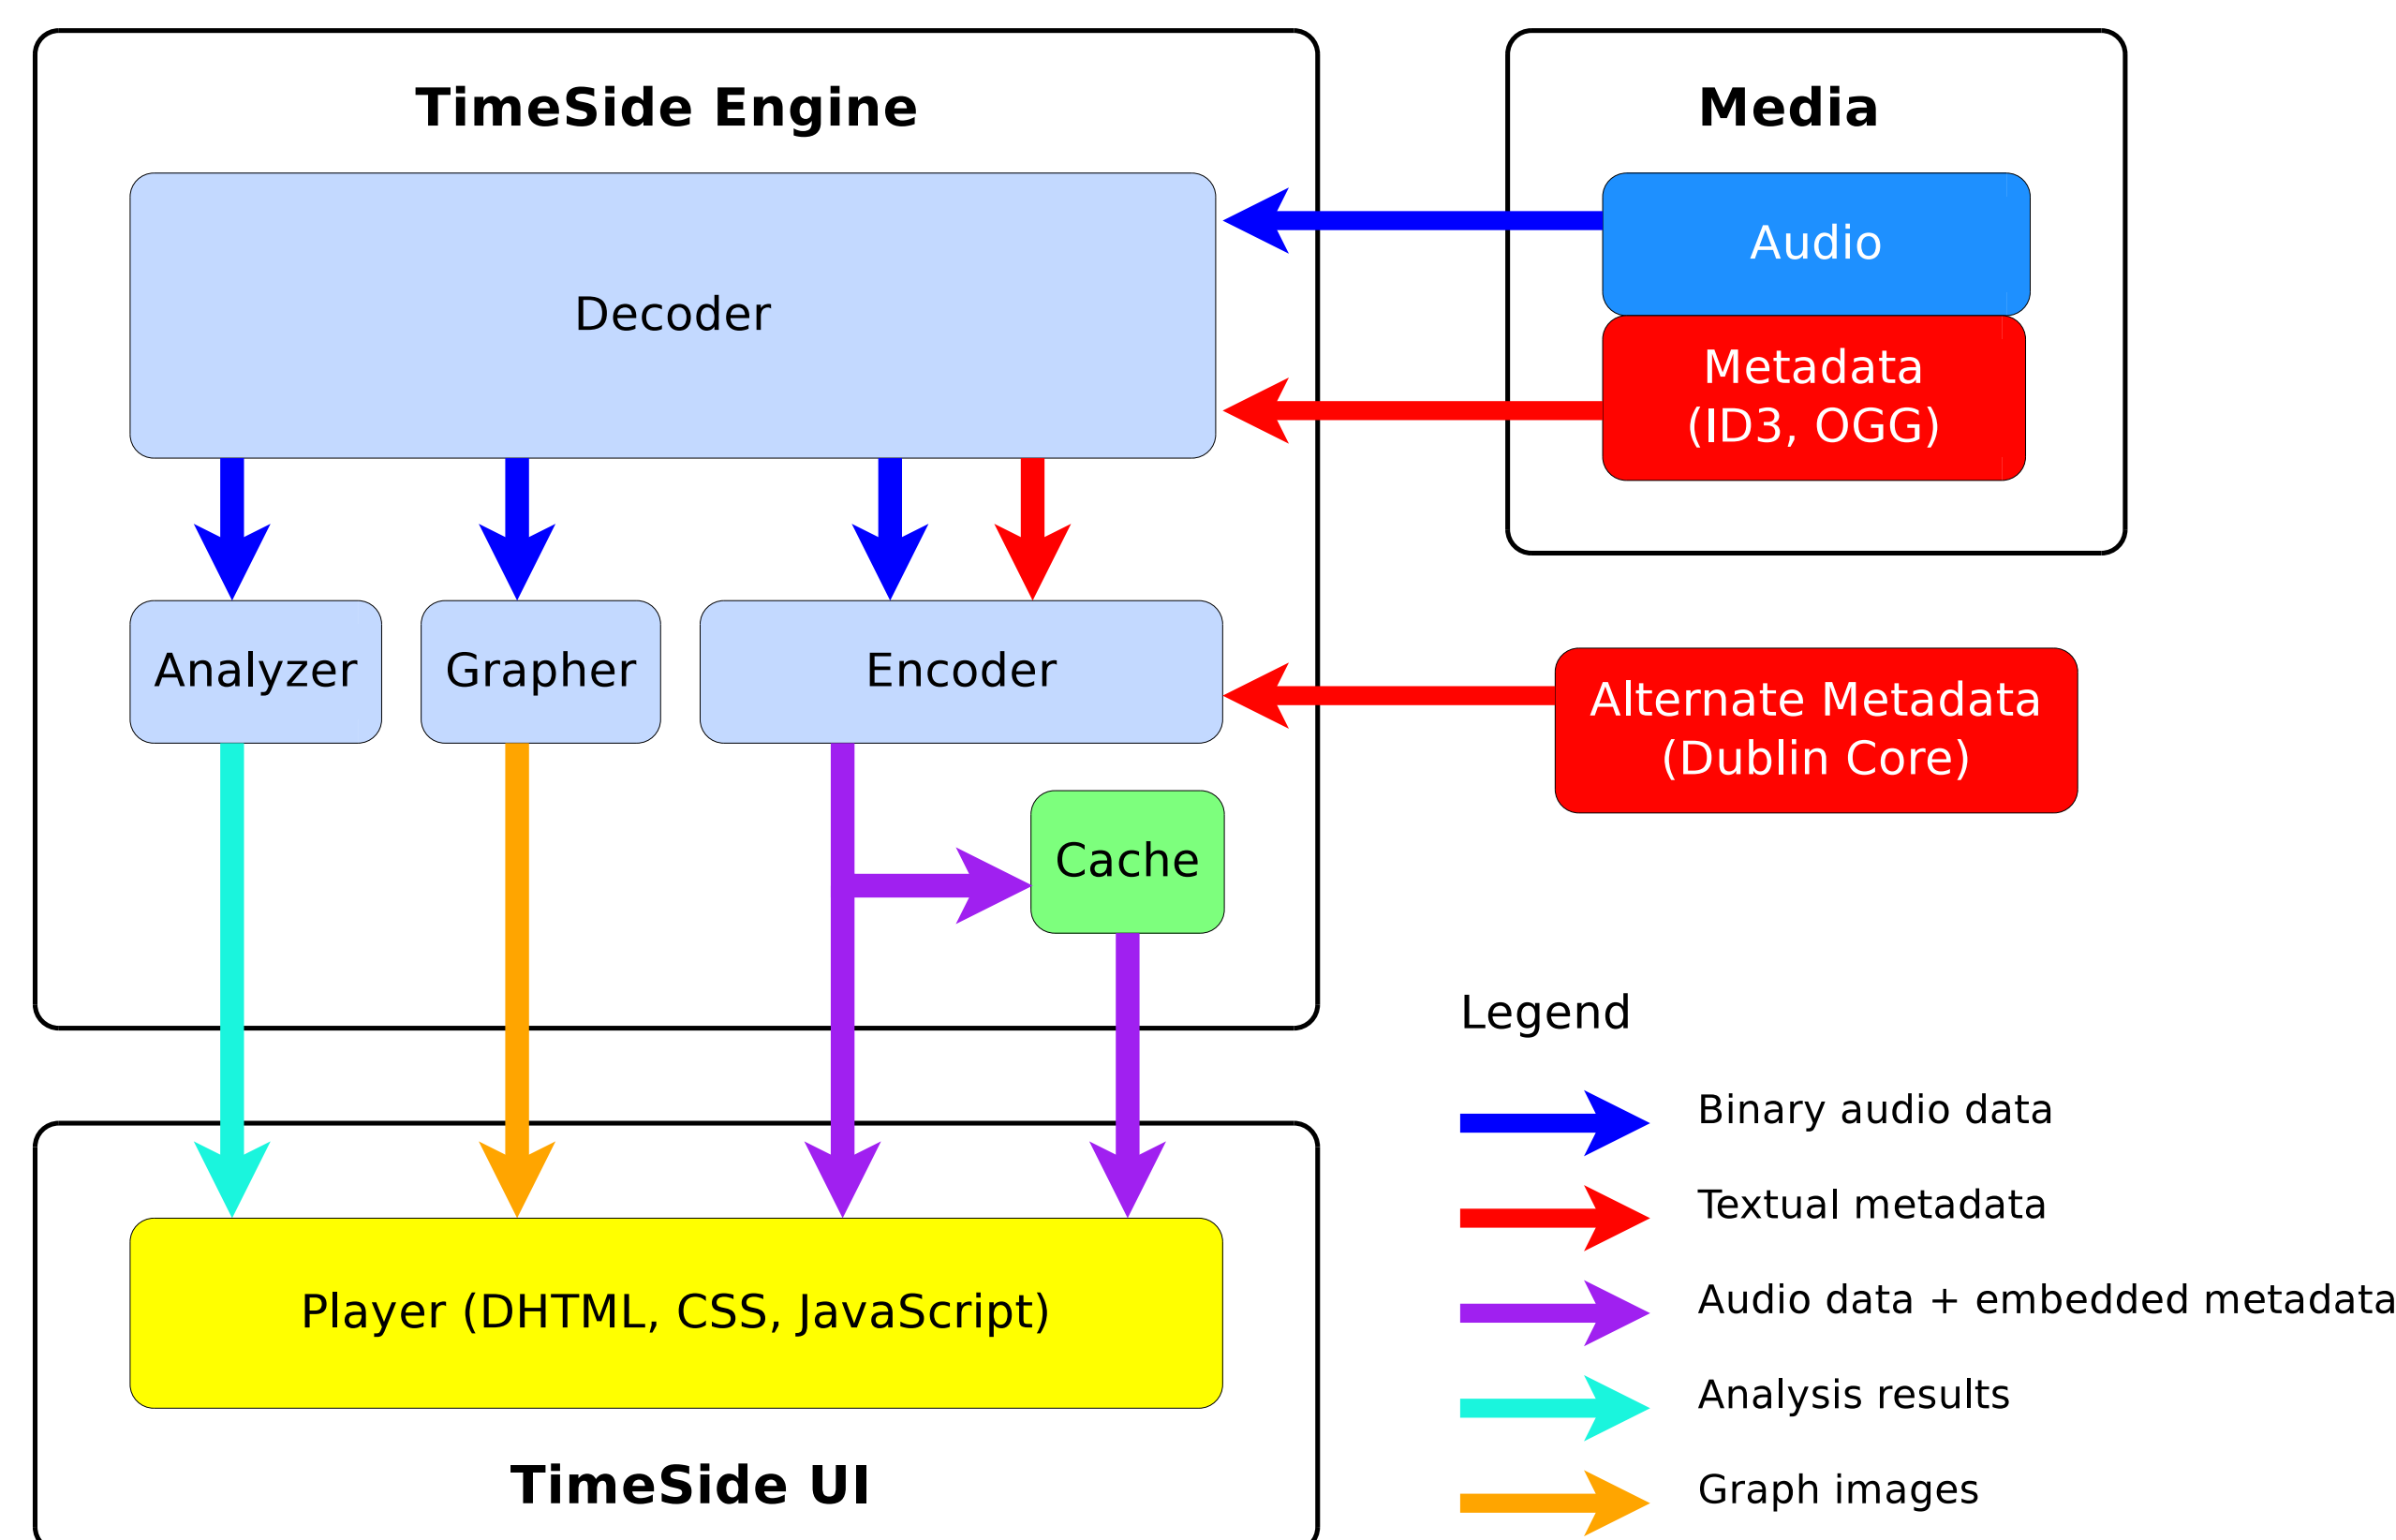 TimeSide Engine
Media
Decoder
Audio
Metadata
(ID3, OGG)
Analyzer
Grapher
Encoder
Alternate Metadata
(Dublin Core)
Cache
Player (DHTML, CSS, JavaScript)
TimeSide UI
Legend
Binary audio data
Textual metadata
Audio data + embedded metadata
Analysis results
Graph images